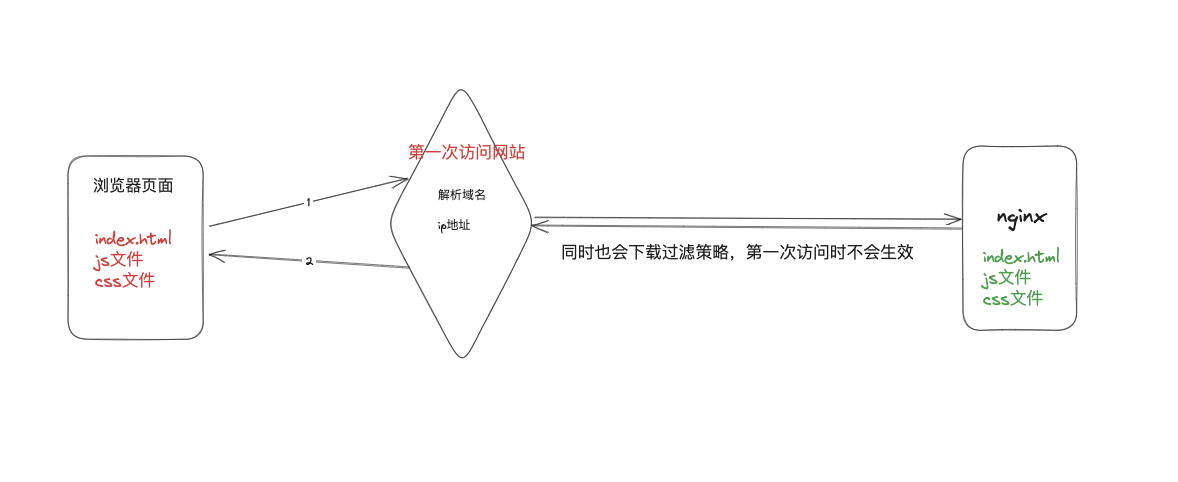 浏览器页面
index.html
js文件
css文件
1
2
第一次访问网站
解析域名
ip地址
同时也会下载过滤策略，第一次访问时不会生效
nginx
index.html
js文件
css文件